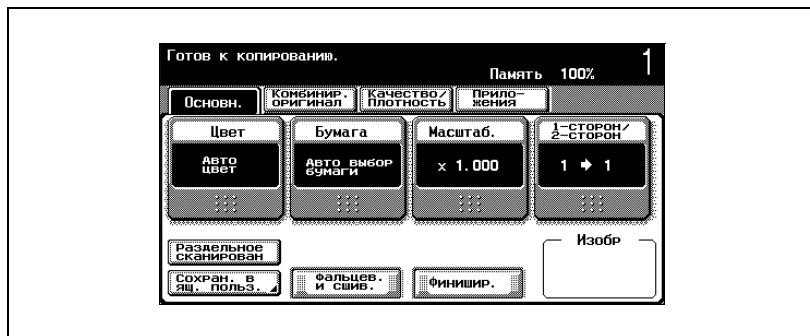 Готов к копированию.
Память 100%
1
Основн.
Комбинир.
оригинал
Качество/
плотность
Прило-
жения
Цвет
Бумага
Масштаб.
1-сторон/
2-сторон
Авто
цвет
Авто выбор
бумаги
x 1.000
1 → 1
Раздельное
сканирован
Изобр
Сохран. в
ящ. польз.
Фальцев.
и сшив.
Финишир.